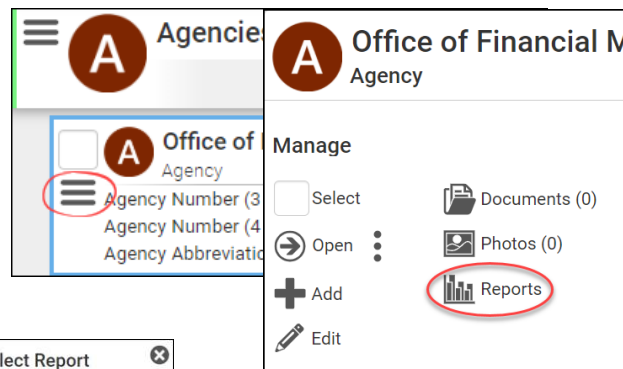 A Agencies
A Office of
Agency
Agency Number (3
Agency Number (4
Agency Abbreviatio
A Office of Financial M
Agency
Manage
Select
Documents (0)
Open
Photos (0)
Add
Reports
Edit
lect Report